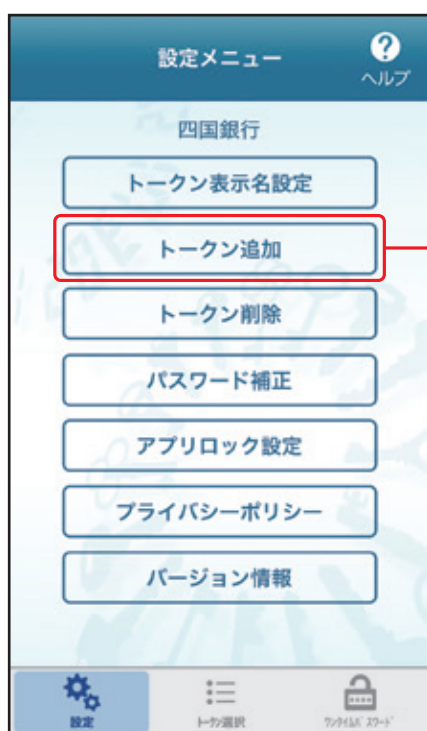 設定メニュー
?
ヘルプ
四国銀行
トークン表示名設定
トークン追加
トークン削除
パスワード補正
アプリロック設定
プライバシーポリシー
バージョン情報
設定
トークン選択
ワンタイムパスワード